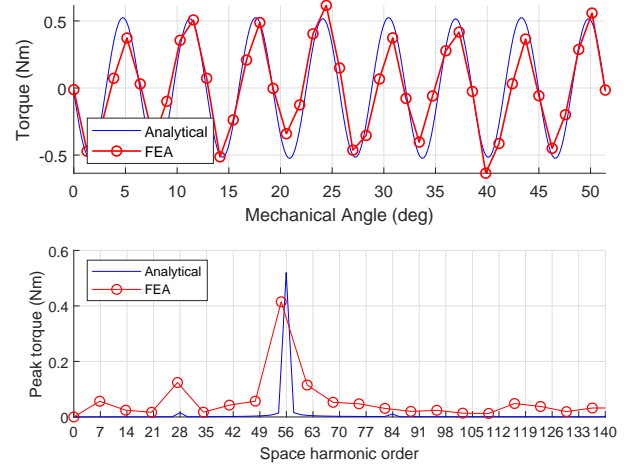 0.5
0
-0.5
Torque (Nm)
Analytical
FEA
0 5 10 15 20 25 30 35 40 45 50
Mechanical Angle (deg)
0.6
0.4
0.2
0
Peak torque (Nm)
Analytical
FEA
0 7 14 21 28 35 42 49 56 63 70 77 84 91 98 105 112 119 126 133 140
Space harmonic order